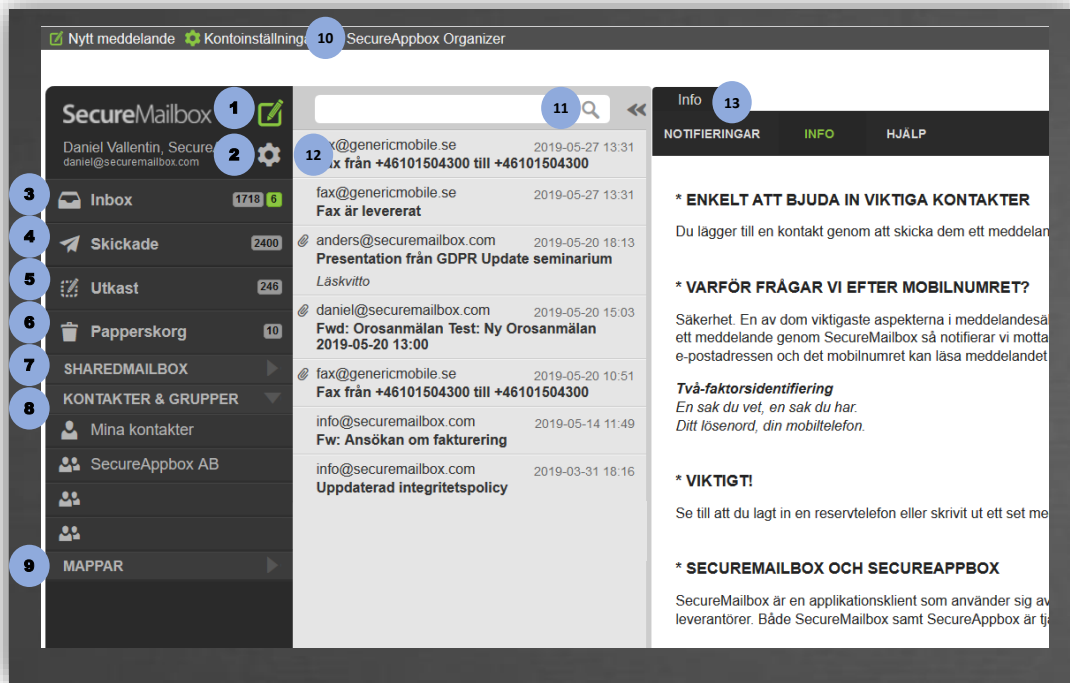 Nytt meddelande Kontoinställninga 10 SecureAppbox Organizer
SecureMailbox 1
Daniel Vallentin, Secure 2
daniel@securemailbox.com
3 Inbox 1718 6
4 Skickade 2400
5 Utkast 246
6 Papperskorg 10
7 SHAREDMAILBOX
8 KONTAKTER & GRUPPER
Mina kontakter
SecureAppbox AB
9 MAPPAR
11
12 @genericmobile.se 2019-05-27 13:31
från +46101504300 till +46101504300
fax@genericmobile.se 2019-05-27 13:31
Fax är levererat
anders@securemailbox.com 2019-05-20 18:13
Presentation från GDPR Update seminarium
Läskvitto
daniel@securemailbox.com 2019-05-20 15:03
Fwd: Orosanmälan Test: Ny Orosanmälan
2019-05-20 13:00
fax@genericmobile.se 2019-05-20 10:51
Fax från +46101504300 till +46101504300
info@securemailbox.com 2019-05-14 11:49
Fw: Ansökan om fakturering
info@securemailbox.com 2019-03-31 18:16
Uppdaterad integritetspolicy
Info 13
NOTIFIERINGAR INFO HJÄLP
* ENKELT ATT BJUDA IN VIKTIGA KONTAKTER
Du lägger till en kontakt genom att skicka dem ett meddelan
* VARFÖR FRÅGAR VI EFTER MOBILNUMRET?
Säkerhet. En av dom viktigaste aspekterna i meddelandesäl
ett meddelande genom SecureMailbox så notifierar vi motta
e-postadressen och det mobilnumret kan läsa meddelandet
Två-faktorsidentifiering
En sak du vet, en sak du har.
Ditt lösenord, din mobiltelefon.
* VIKTIGT!
Se till att du lagt in en reservtelefon eller skrivit ut ett set me
* SECUREMAILBOX OCH SECUREAPPBOX
SecureMailbox är en applikationsklient som använder sig av
leverantörer. Både SecureMailbox samt SecureAppbox är tj